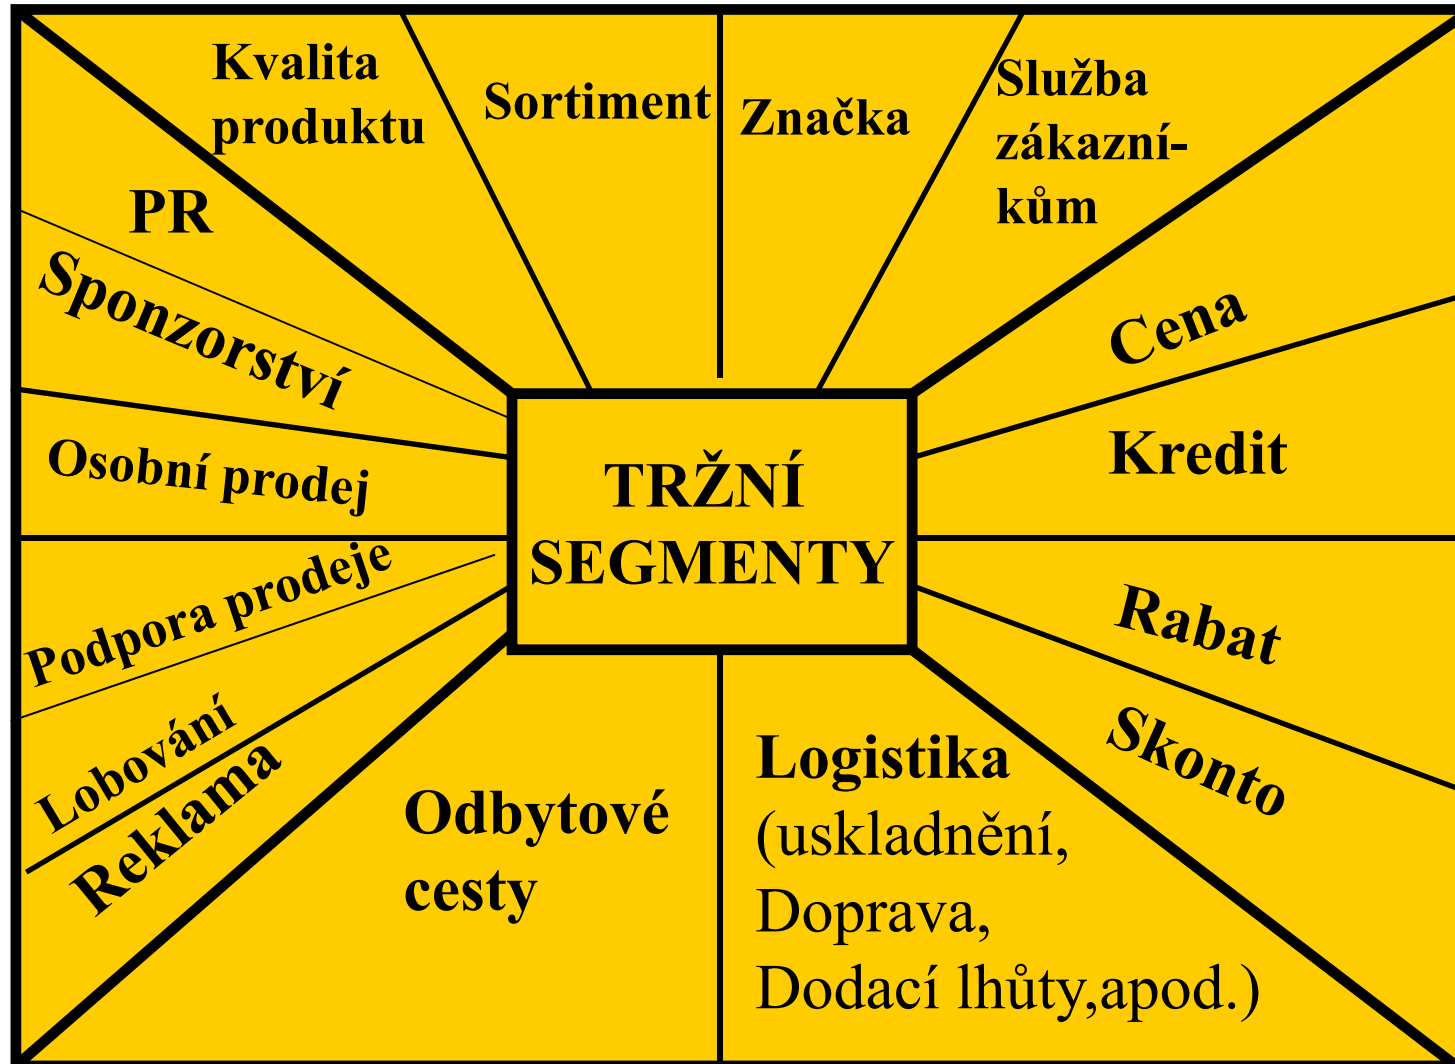 Kvalita
produktu
Sortiment
Značka
Služba
zákazní-
kům
PR
Sponzorství
Osobní prodej
Podpora prodeje
Lobování
Reklama
TRŽNÍ
SEGMENTY
Cena
Kredit
Rabat
Skonto
Odbytové
cesty
Logistika
(uskladnění,
Doprava,
Dodací lhůty,apod.)